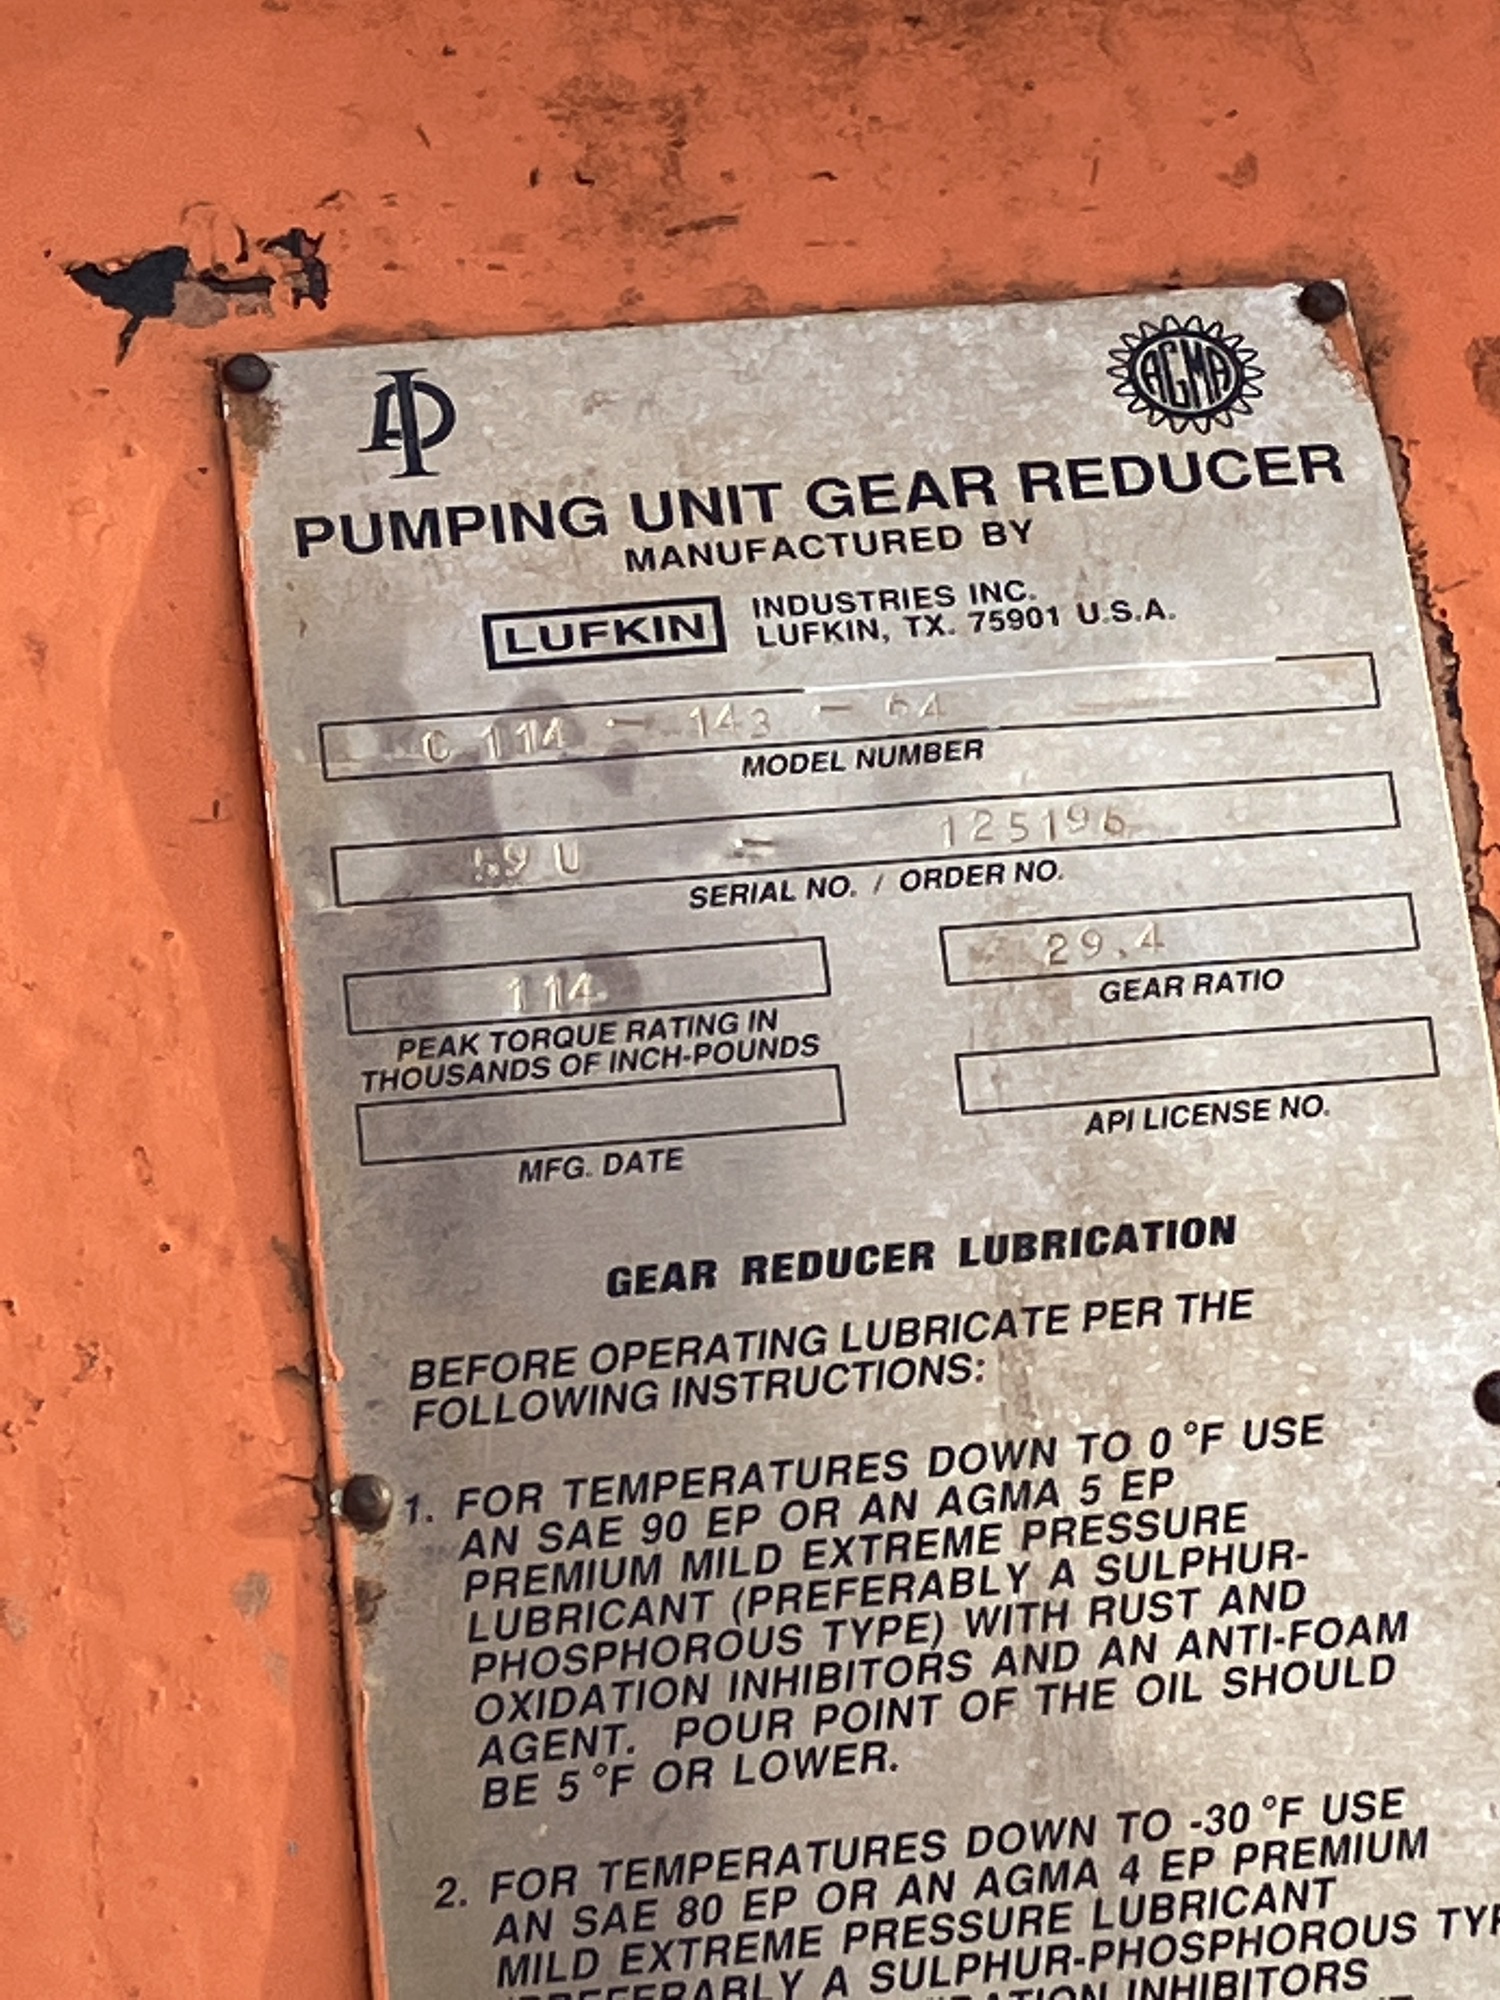 API
AGMA
PUMPING UNIT GEAR REDUCER
MANUFACTURED BY
LUFKIN
INDUSTRIES INC.
LUFKIN, TX. 75901 U.S.A.
C 114 - 143 - 64
MODEL NUMBER
125196
SERIAL NO. / ORDER NO.
114
PEAK TORQUE RATING IN
THOUSANDS OF INCH-POUNDS
29.4
GEAR RATIO
MFG. DATE
API LICENSE NO.
GEAR REDUCER LUBRICATION
BEFORE OPERATING LUBRICATE PER THE
FOLLOWING INSTRUCTIONS:
1. FOR TEMPERATURES DOWN TO 0 °F USE
AN SAE 90 EP OR AN AGMA 5 EP
PREMIUM MILD EXTREME PRESSURE
LUBRICANT (PREFERABLY A SULPHUR-
PHOSPHOROUS TYPE) WITH RUST AND
OXIDATION INHIBITORS AND AN ANTI-FOAM
AGENT. POUR POINT OF THE OIL SHOULD
BE 5 °F OR LOWER.
2. FOR TEMPERATURES DOWN TO -30 °F USE
AN SAE 80 EP OR AN AGMA 4 EP PREMIUM
MILD EXTREME PRESSURE LUBRICANT
A SULPHUR-PHOSPHOROUS
INHIBITORS